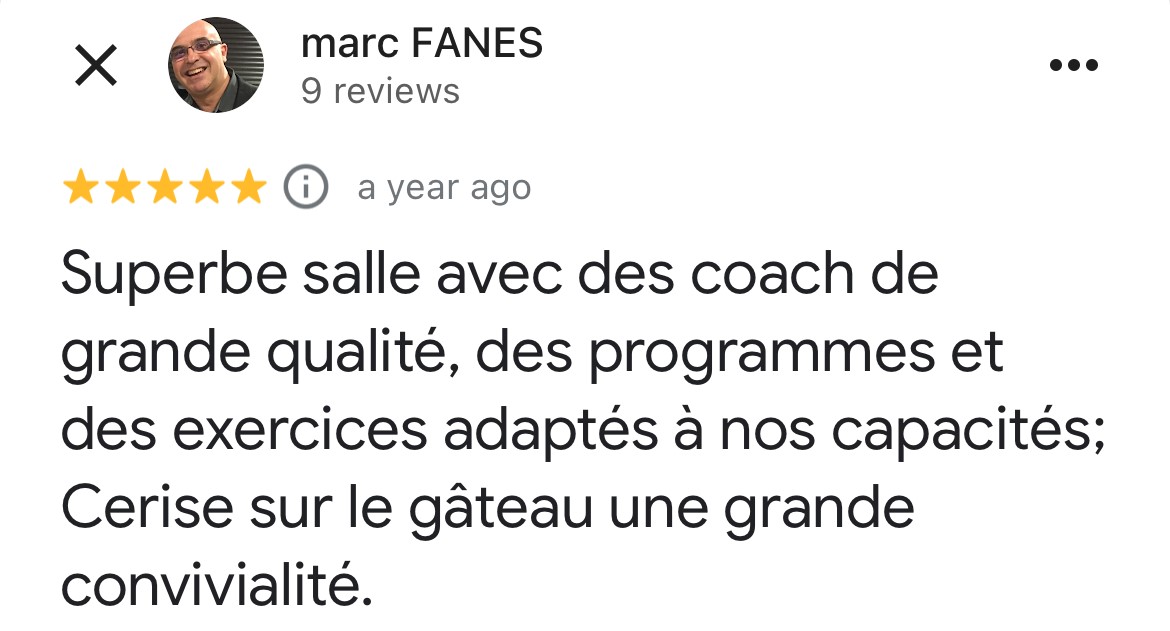 marc FANES
9 reviews
a year ago
Superbe salle avec des coach de
grande qualité, des programmes et
des exercices adaptés à nos capacités;
Cerise sur le gâteau une grande
convivialité.